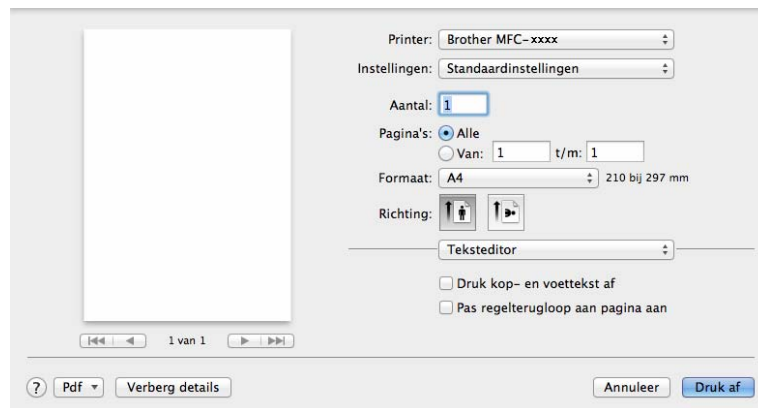 Printer: Brother MFC-xxxx
Instellingen: Standaardinstellingen
Aantal: 1
Pagina's: Alle
Van: 1 t/m: 1
Formaat: A4 210 bij 297 mm
Richting:
Teksteditor
Druk kop- en voettekst af
Pas regelterugloop aan pagina aan
1 van 1
? Pdf Verberg details Annuleer Druk af